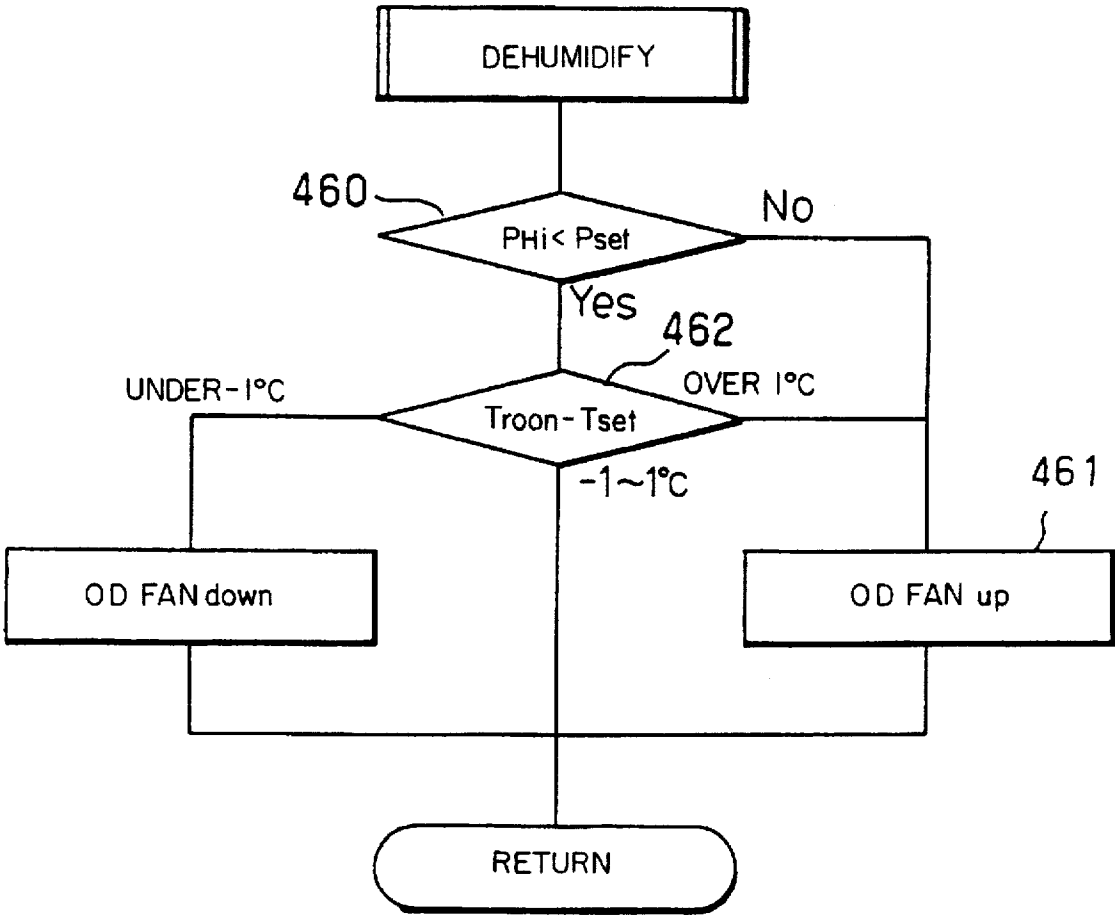 DEHUMIDIFY
460
No
PHi < Pset
Yes
462
UNDER-1°C
OVER 1°C
Troon-Tset
-1~1°C
461
OD FAN down
OD FAN up
RETURN